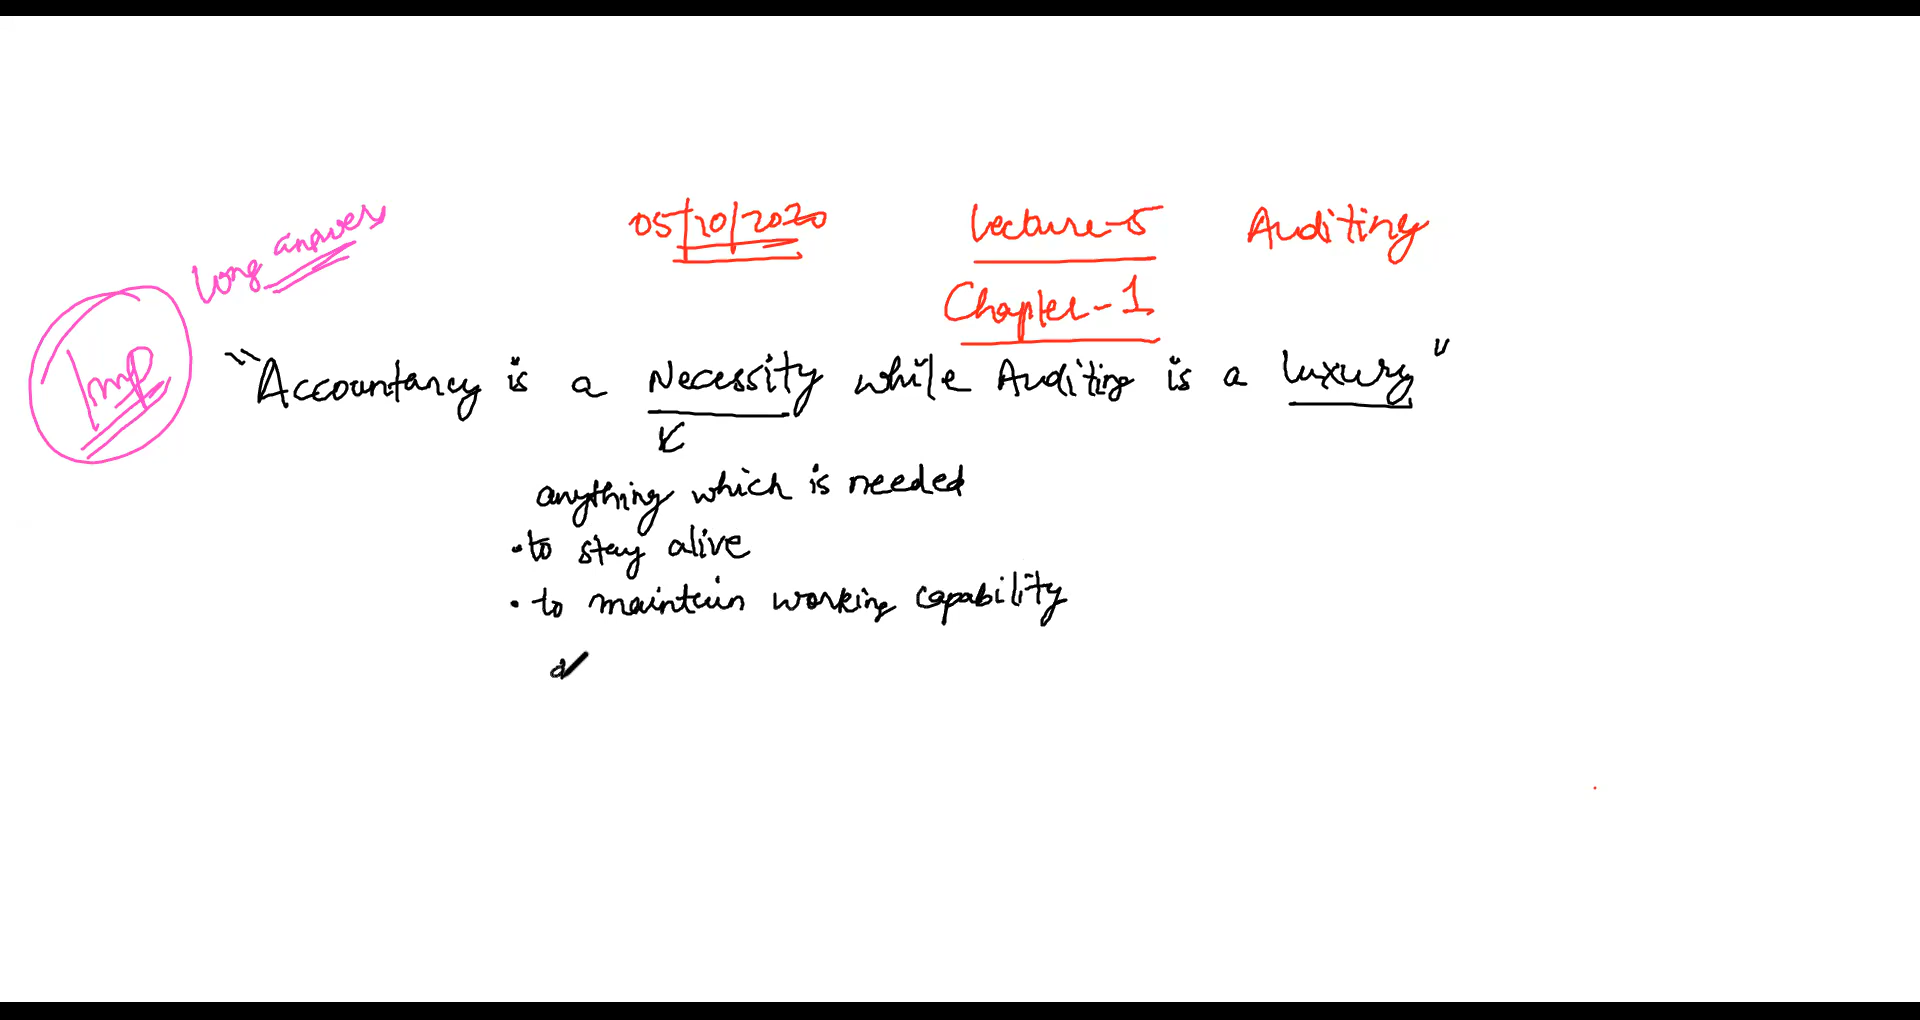 05/10/2020 Lecture-5 Auditing
Chapter-1
Long answer
Imp
"Accountancy is a Necessity while Auditing is a Luxury"
anything which is needed
• to stay alive
• to maintain working capability